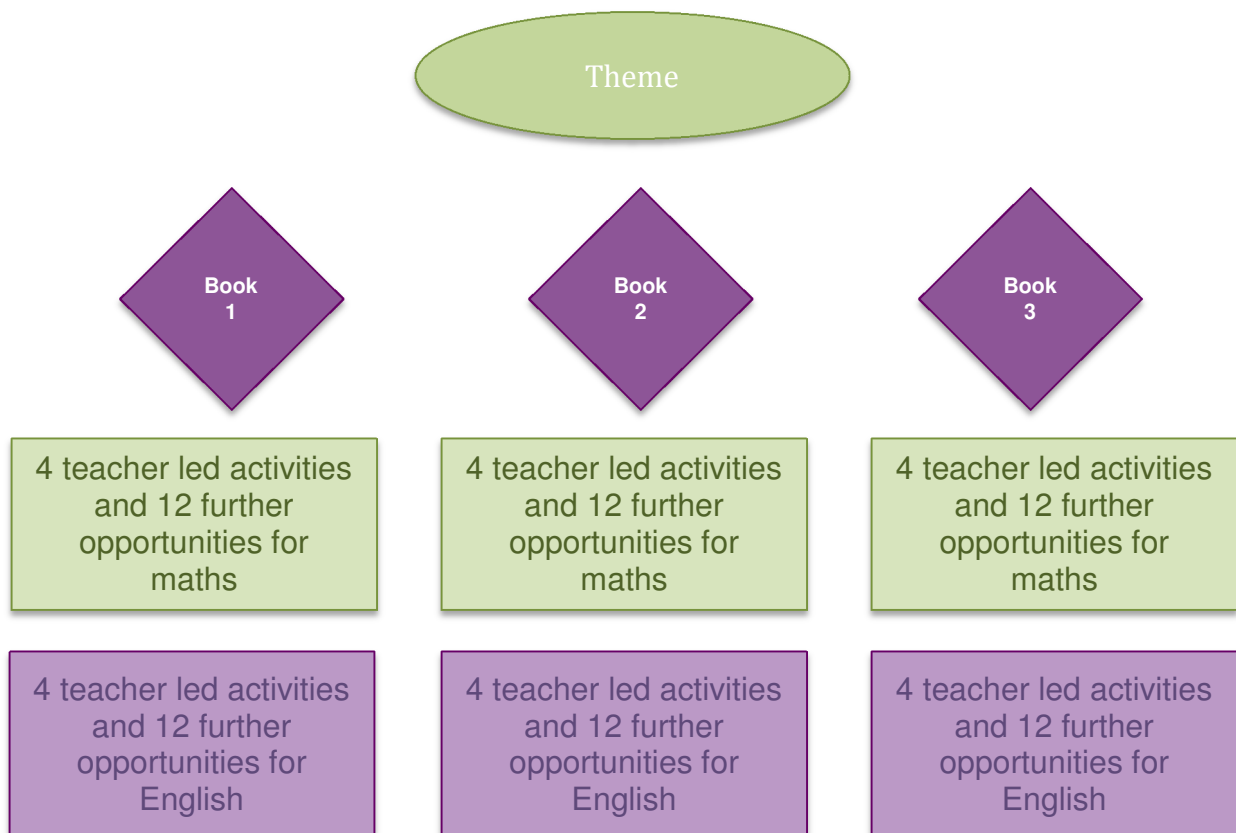 Theme
Book
1
Book
2
Book
3
4 teacher led activities
and 12 further
opportunities for
maths
4 teacher led activities
and 12 further
opportunities for
maths
4 teacher led activities
and 12 further
opportunities for
maths
4 teacher led activities
and 12 further
opportunities for
English
4 teacher led activities
and 12 further
opportunities for
English
4 teacher led activities
and 12 further
opportunities for
English